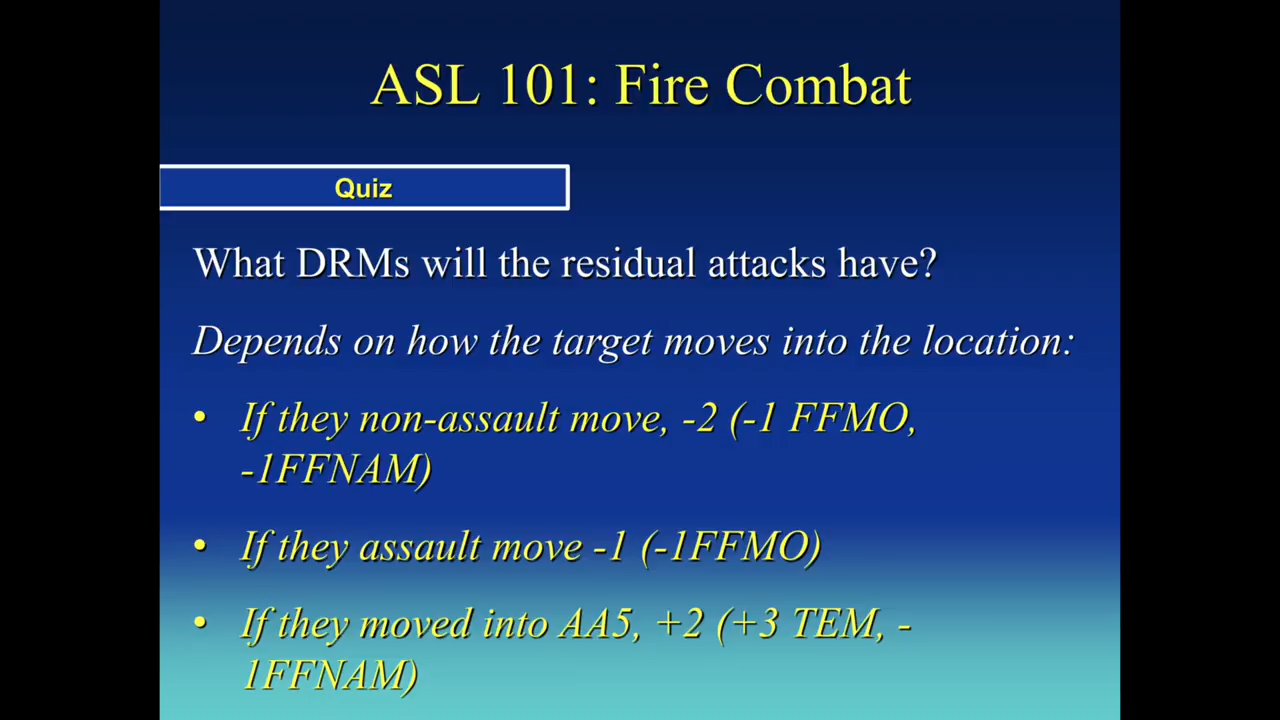 ASL 101: Fire Combat
Quiz
What DRMs will the residual attacks have?
Depends on how the target moves into the location:
• If they non-assault move, -2 (-1 FFMO,
-1FFNAM)
• If they assault move -1 (-1FFMO)
• If they moved into AA5, +2 (+3 TEM, -
1FFNAM)